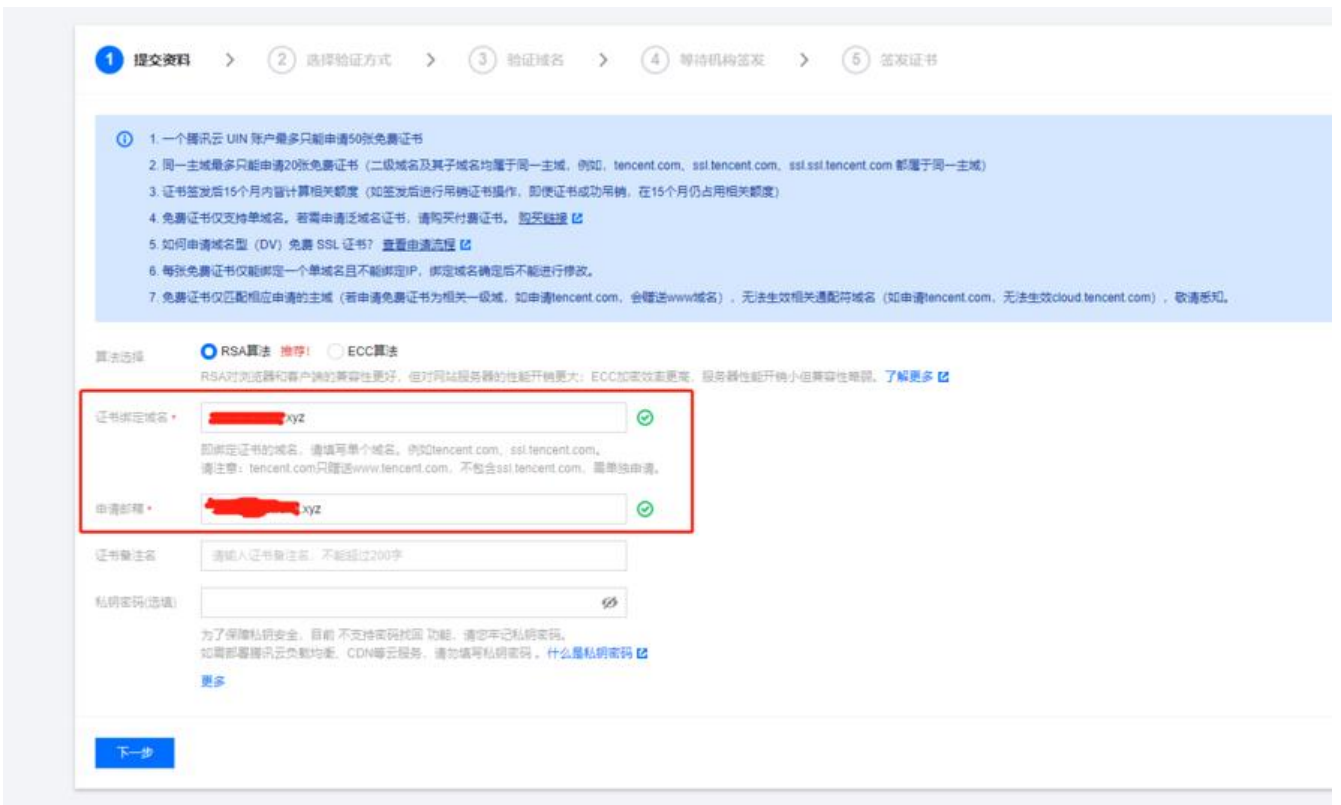 1 提交资料 > 2 选择验证方式 > 3 验证域名 > 4 等待机构签发 > 5 签发证书
1. 一个腾讯云 UIN 账户最多只能申请50张免费证书
2. 同一主域最多只能申请20张免费证书（二级域名及其子域名均属于同一主域，例如，tencent.com、ssl.tencent.com、ssl.ssl.tencent.com 都属于同一主域）
3. 证书签发后15个月内皆计算相关额度（如签发后进行吊销证书操作，即使证书成功吊销，在15个月仍占用相关额度）
4. 免费证书仅支持单域名。若需申请泛域名证书，请购买付费证书。 购买链接
5. 如何申请域名型（DV）免费 SSL 证书？ 查看申请流程
6. 每张免费证书仅能绑定一个单域名且不能绑定IP，绑定域名确定后不能进行修改。
7. 免费证书仅匹配相应申请的主域（若申请免费证书为相关一级域，如申请tencent.com，会赠送www域名），无法生效相关通配符域名（如申请tencent.com，无法生效cloud.tencent.com），敬请悉知。
算法选择 RSA算法 推荐! ECC算法
RSA对浏览器和客户端的兼容性更好，但对网站服务器的性能开销更大；ECC加密效率更高，服务器性能开销小但兼容性略弱。了解更多
证书绑定域名 * xyz
即绑定证书的域名，请填写单个域名。例如tencent.com、ssl.tencent.com。
请注意：tencent.com只赠送www.tencent.com，不包含ssl.tencent.com，需单独申请。
申请邮箱 * .xyz
证书备注名 请输入证书备注名，不能超过200字
私钥密码(选填)
为了保障私钥安全，目前 不支持密码找回 功能，请您牢记私钥密码。
如需部署腾讯云负载均衡、CDN等云服务，请勿填写私钥密码 。什么是私钥密码
更多
下一步